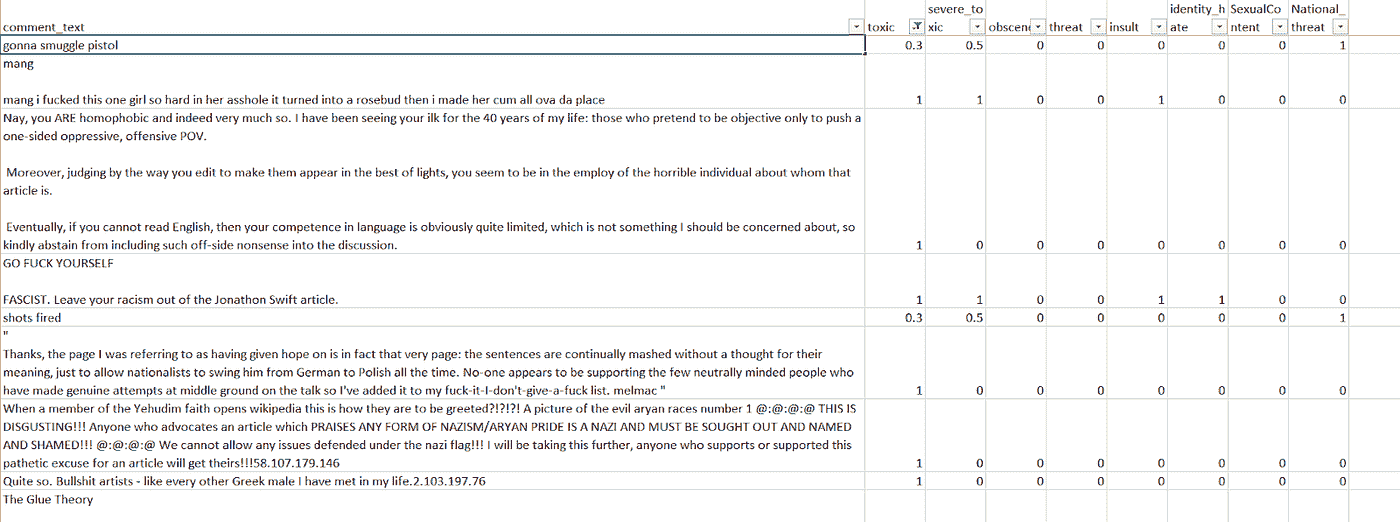 severe_to identity_h SexualCo National_
comment_text toxic xic obscen threat insult ate ntent threat
gonna smuggle pistol 0.3 0.5 0 0 0 0 0 1
mang
mang i fucked this one girl so hard in her asshole it turned into a rosebud then i made her cum all ova da place 1 1 0 0 1 0 0 0
Nay, you ARE homophobic and indeed very much so. I have been seeing your ilk for the 40 years of my life: those who pretend to be objective only to push a
one-sided oppressive, offensive POV.
Moreover, judging by the way you edit to make them appear in the best of lights, you seem to be in the employ of the horrible individual about whom that
article is.
Eventually, if you cannot read English, then your competence in language is obviously quite limited, which is not something I should be concerned about, so
kindly abstain from including such off-side nonsense into the discussion. 1 0 0 0 0 0 0 0
GO FUCK YOURSELF
FASCIST. Leave your racism out of the Jonathon Swift article. 1 1 0 0 1 1 0 0
shots fired 0.3 0.5 0 0 0 0 0 1
"
Thanks, the page I was referring to as having given hope on is in fact that very page: the sentences are continually mashed without a thought for their
meaning, just to allow nationalists to swing him from German to Polish all the time. No-one appears to be supporting the few neutrally minded people who
have made genuine attempts at middle ground on the talk so I've added it to my fuck-it-I-don't-give-a-fuck list. melmac " 1 0 0 0 0 0 0 0
When a member of the Yehudim faith opens wikipedia this is how they are to be greeted?!?!?! A picture of the evil aryan races number 1 @:@:@:@ THIS IS
DISGUSTING!!! Anyone who advocates an article which PRAISES ANY FORM OF NAZISM/ARYAN PRIDE IS A NAZI AND MUST BE SOUGHT OUT AND NAMED
AND SHAMED!!! @:@:@:@ We cannot allow any issues defended under the nazi flag!!! I will be taking this further, anyone who supports or supported this
pathetic excuse for an article will get theirs!!!58.107.179.146 1 0 0 0 0 0 0 0
Quite so. Bullshit artists - like every other Greek male I have met in my life.2.103.197.76 1 0 0 0 0 0 0 0
The Glue Theory